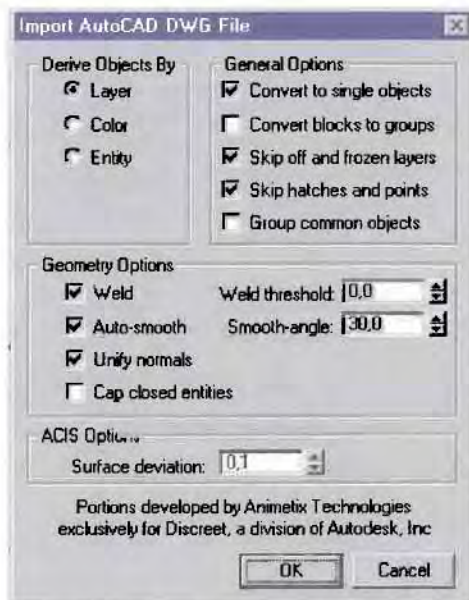 Import AutoCAD DWG File
Derive Objects By
Layer
Color
Entity
General Options
Convert to single objects
Convert blocks to groups
Skip off and frozen layers
Skip hatches and points
Group common objects
Geometry Options
Weld
Weld threshold: 0,0
Auto-smooth
Smooth-angle: 30,0
Unify normals
Cap closed entities
ACIS Options
Surface deviation: 0,1
Portions developed by Animetix Technologies
exclusively for Discreet, a division of Autodesk, Inc
OK Cancel